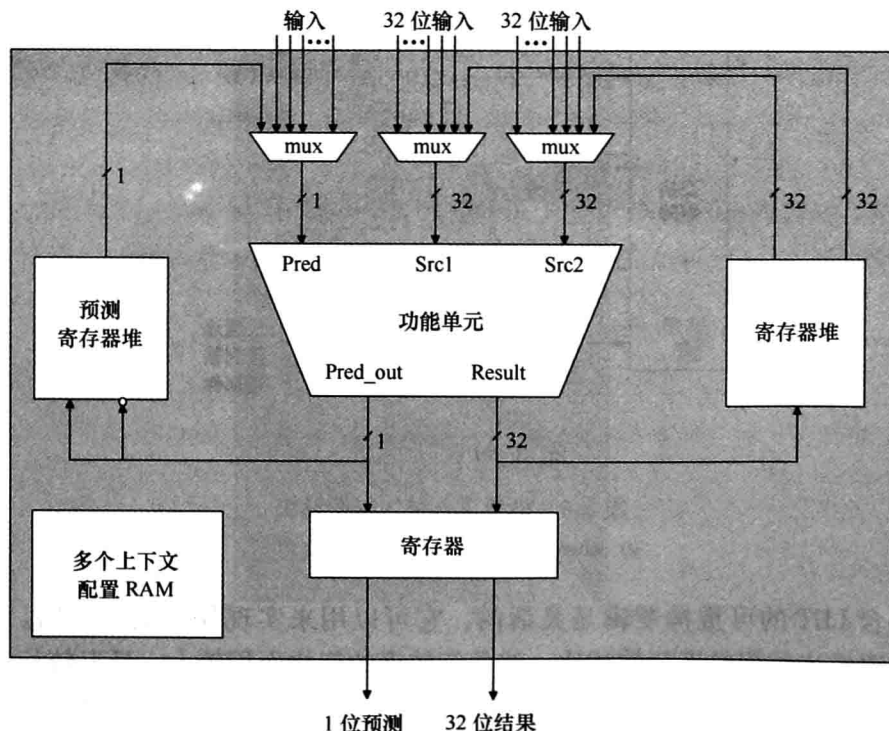 输入
32 位输入
32 位输入
mux
mux
mux
1
1
32
32
32
32
Pred
Src1
Src2
预测
寄存器堆
功能单元
寄存器堆
Pred_out
Result
1
32
寄存器
多个上下文
配置 RAM
1 位预测
32 位结果